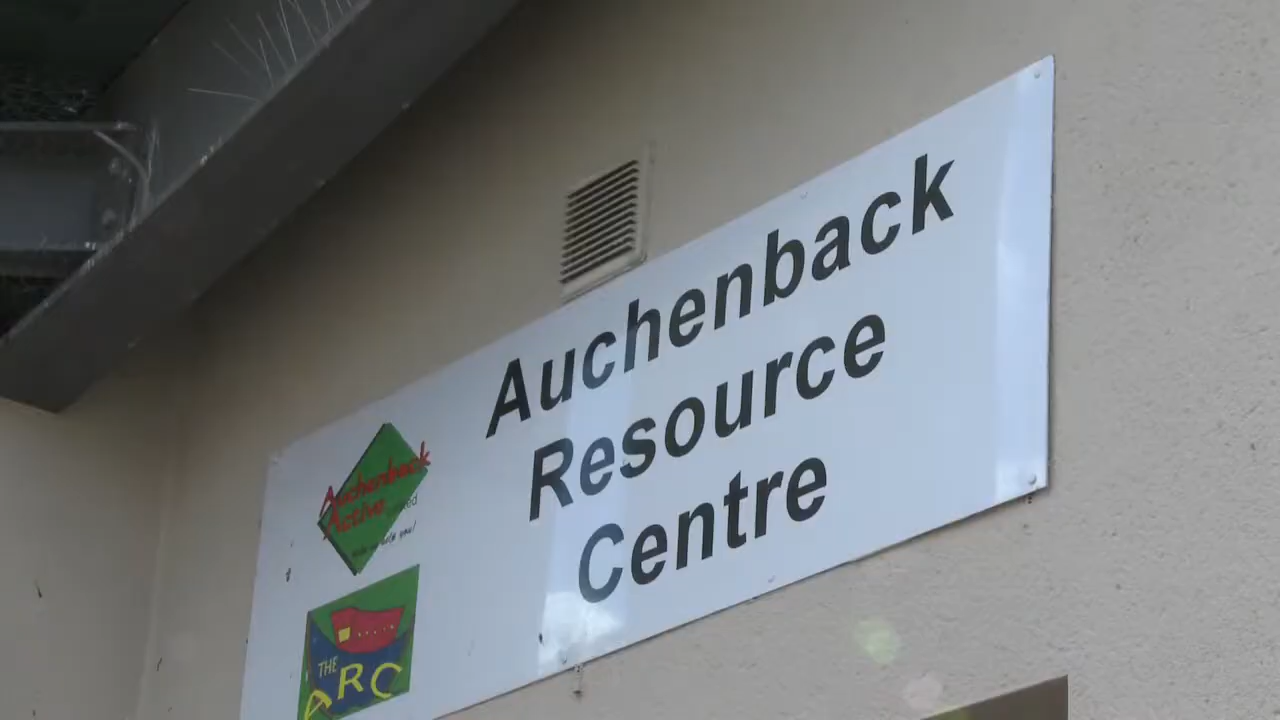 Auchenback
Resource
Centre
Auchenback
Active
THE
ARC